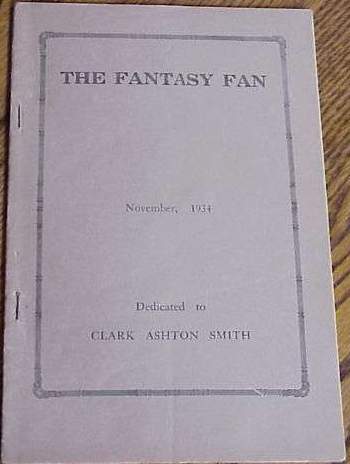 THE FANTASY FAN
November, 1934
Dedicated to
CLARK ASHTON SMITH